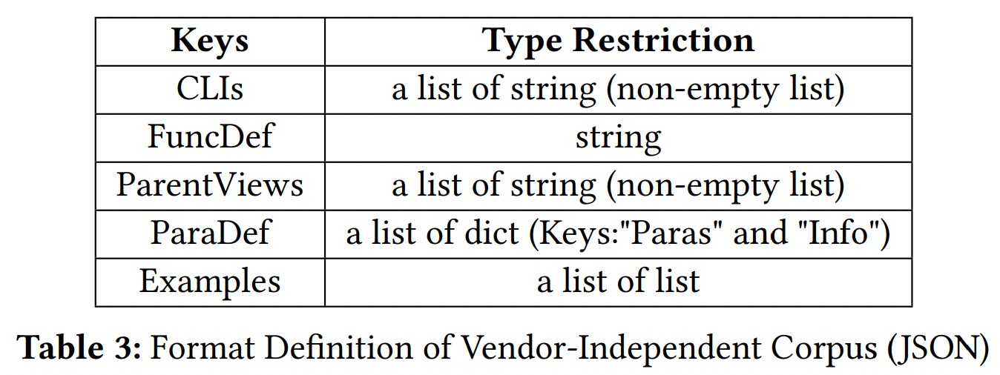 Keys Type Restriction
CLIs a list of string (non-empty list)
FuncDef string
ParentViews a list of string (non-empty list)
ParaDef a list of dict (Keys:"Paras" and "Info")
Examples a list of list
Table 3: Format Definition of Vendor-Independent Corpus (JSON)